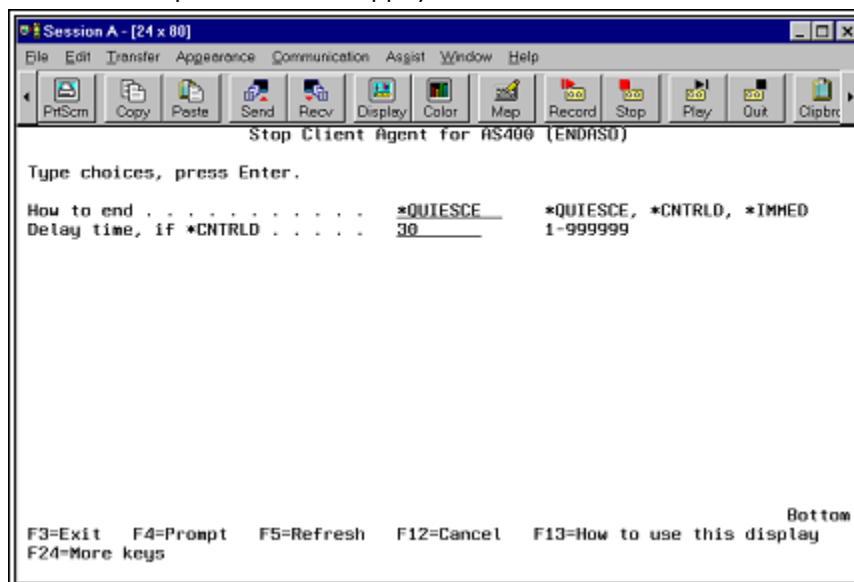 Session A - [24 x 80]
File Edit Transfer Appearance Communication Assist Window Help
PrtScrn Copy Paste Send Recv Display Color Map Record Stop Play Quit
Stop Client Agent for AS400 (ENDASO)
Type choices, press Enter.
How to end . . . . . . . . . . . *QUIESCE *QUIESCE, *CNTRLD, *IMMED
Delay time, if *CNTRLD . . . . . 30 1-999999
Bottom
F3=Exit F4=Prompt F5=Refresh F12=Cancel F13=How to use this display
F24=More keys